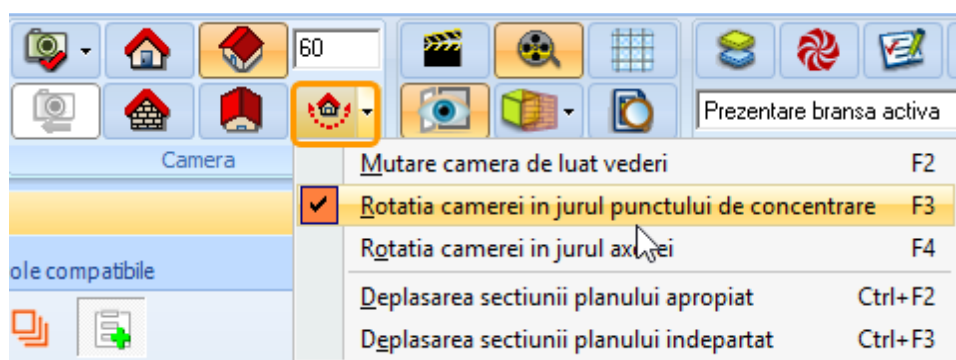 60
Prezentare bransa activa
Camera
Mutare camera de luat vederi F2
Rotatia camerei in jurul punctului de concentrare F3
Rotatia camerei in jurul ei F4
ole compatibile
Deplasarea sectiunii planului apropiat Ctrl+F2
Deplasarea sectiunii planului indepartat Ctrl+F3